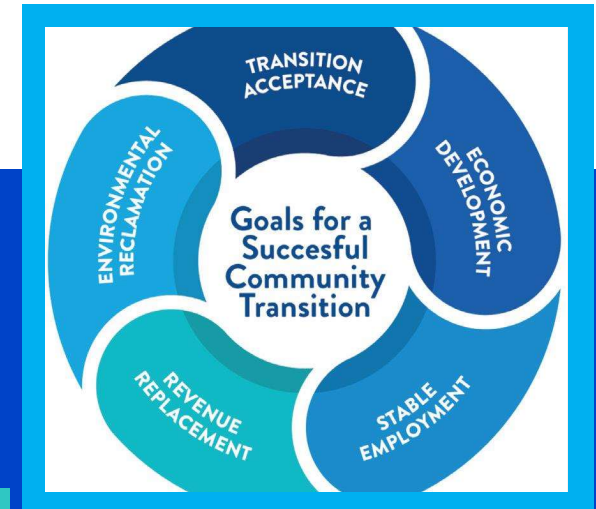 TRANSITION
ACCEPTANCE
ECONOMIC
DEVELOPMENT
STABLE
EMPLOYMENT
REVENUE
REPLACEMENT
ENVIRONMENTAL
RECLAMATION
Goals for a
Succesful
Community
Transition